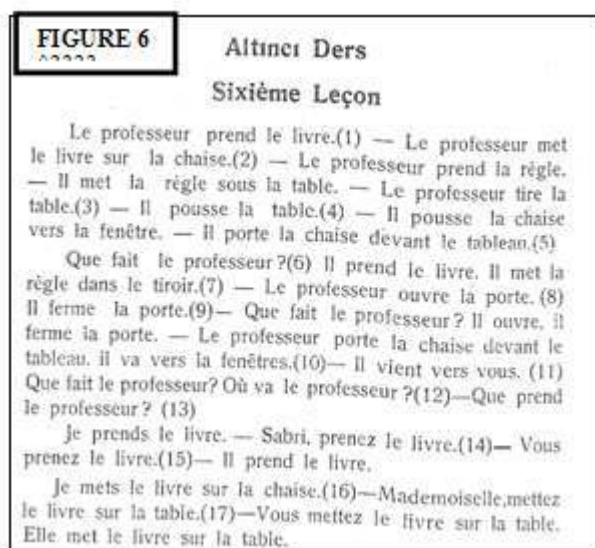 FIGURE 6
Altıncı Ders
Sixième Leçon
Le professeur prend le livre.(1) — Le professeur met
le livre sur la chaise.(2) — Le professeur prend la règle.
— Il met la règle sous la table. — Le professeur tire la
table.(3) — Il pousse la table.(4) — Il pousse la chaise
vers la fenêtre. — Il porte la chaise devant le tableau.(5)
Que fait le professeur?(6) Il prend le livre. Il met la
règle dans le tiroir.(7) — Le professeur ouvre la porte. (8)
Il ferme la porte.(9)— Que fait le professeur? Il ouvre, il
ferme la porte. — Le professeur porte la chaise devant le
tableau. il va vers la fenêtres.(10)— Il vient vers vous. (11)
Que fait le professeur? Où va le professeur?(12)—Que prend
le professeur? (13)
Je prends le livre. — Sabri, prenez le livre.(14)— Vous
prenez le livre.(15)— Il prend le livre.
Je mets le livre sur la chaise.(16)—Mademoiselle,mettez
le livre sur la table.(17)—Vous mettez le livre sur la table.
Elle met le livre sur la table.